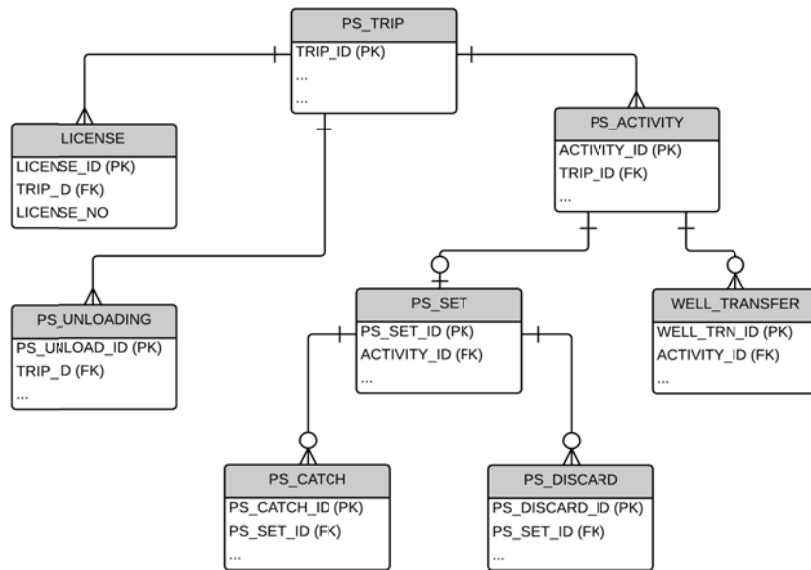 PS_TRIP
TRIP_ID (PK)
...
...
LICENSE
LICENSE_ID (PK)
TRIP_D (FK)
LICENSE_NO
PS_ACTIVITY
ACTIVITY_ID (PK)
TRIP_ID (FK)
...
PS_UNLOADING
PS_UNLOAD_ID (PK)
TRIP_D (FK)
...
PS_SET
PS_SET_ID (PK)
ACTIVITY_ID (FK)
...
WELL_TRANSFER
WELL_TRN_ID (PK)
ACTIVITY_ID (FK)
...
PS_CATCH
PS_CATCH_ID (PK)
PS_SET_ID (FK)
...
PS_DISCARD
PS_DISCARD_ID (PK)
PS_SET_ID (FK)
...